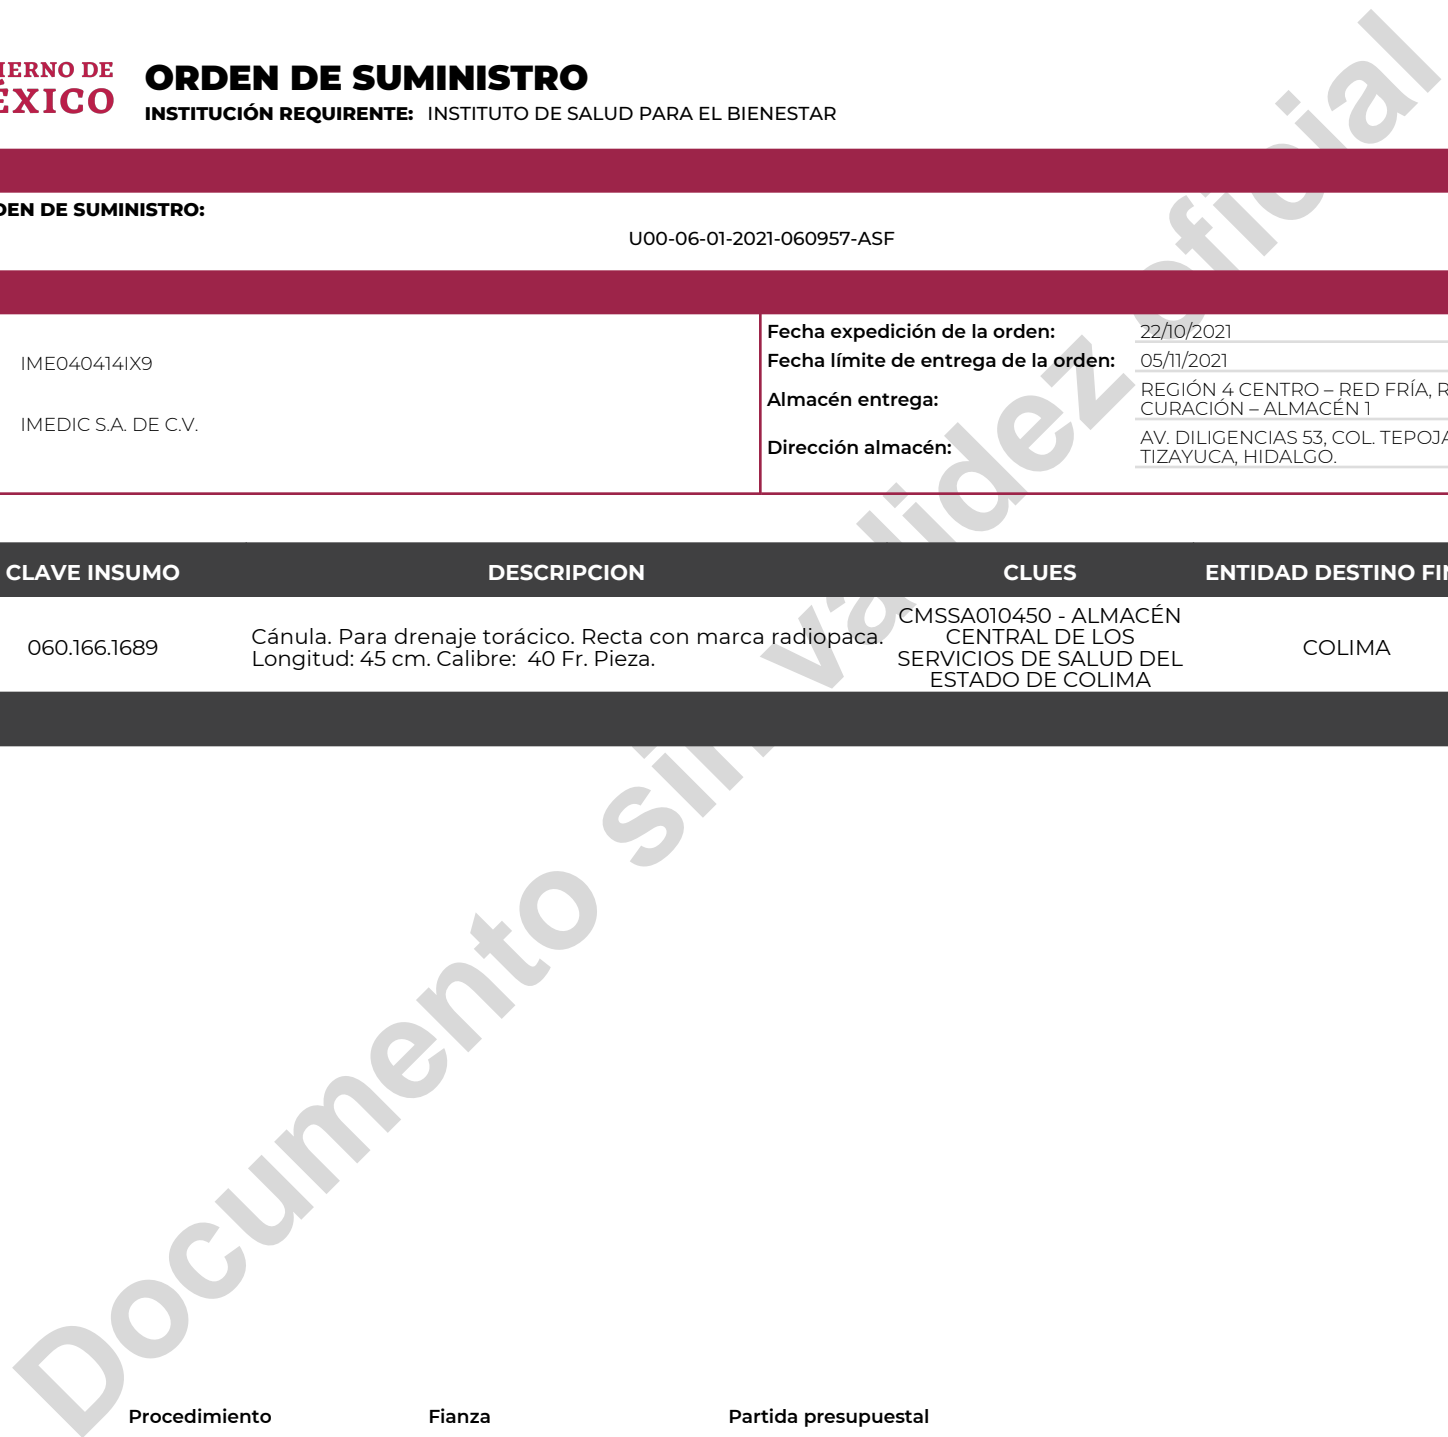 IERNO DE
ÉXICO
ORDEN DE SUMINISTRO
INSTITUCIÓN REQUIRENTE: INSTITUTO DE SALUD PARA EL BIENESTAR
DEN DE SUMINISTRO:
U00-06-01-2021-060957-ASF
IME040414IX9
IMEDIC S.A. DE C.V.
Fecha expedición de la orden: 22/10/2021
Fecha límite de entrega de la orden: 05/11/2021
Almacén entrega: REGIÓN 4 CENTRO – RED FRÍA, R
CURACIÓN – ALMACÉN 1
Dirección almacén: AV. DILIGENCIAS 53, COL. TEPOJA
TIZAYUCA, HIDALGO.
CLAVE INSUMO DESCRIPCION CLUES ENTIDAD DESTINO FIN
060.166.1689
Cánula. Para drenaje torácico. Recta con marca radiopaca.
Longitud: 45 cm. Calibre:  40 Fr. Pieza.
CMSSA010450 - ALMACÉN
CENTRAL DE LOS
SERVICIOS DE SALUD DEL
ESTADO DE COLIMA
COLIMA
Documento sin validez oficial
Procedimiento Fianza Partida presupuestal